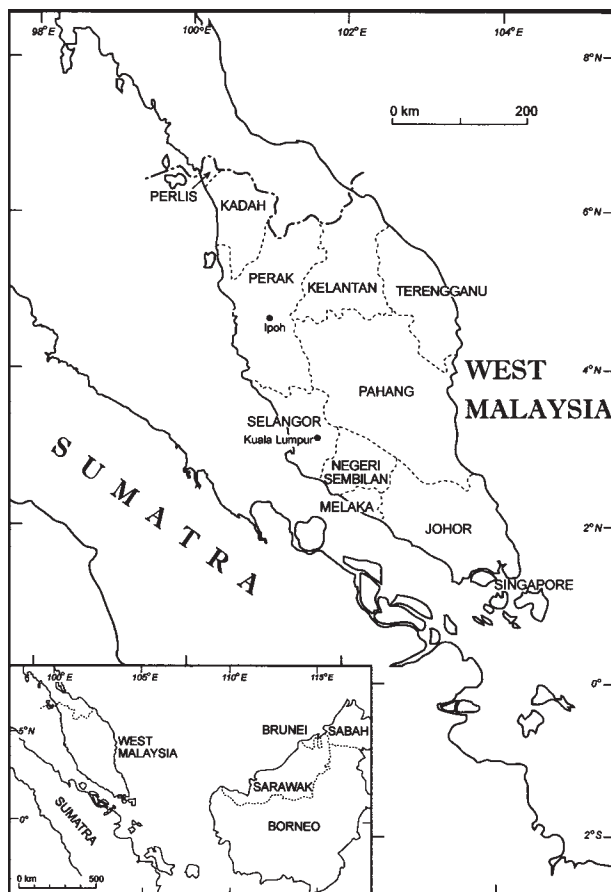 98°E 100°E 102°E 104°E
8°N
0 km 200
PERLIS
KADAH
6°N
PERAK
KELANTAN
TERENGGANU
Ipoh
4°N
WEST
MALAYSIA
PAHANG
SELANGOR
Kuala Lumpur
NEGERI
SEMBILAN
MELAKA
JOHOR
2°N
SINGAPORE
SUMATRA
0°
2°S
100°E 105°E 110°E 115°E
5°N
WEST
MALAYSIA
BRUNEI
SABAH
SARAWAK
BORNEO
SUMATRA
0°
0 km 500